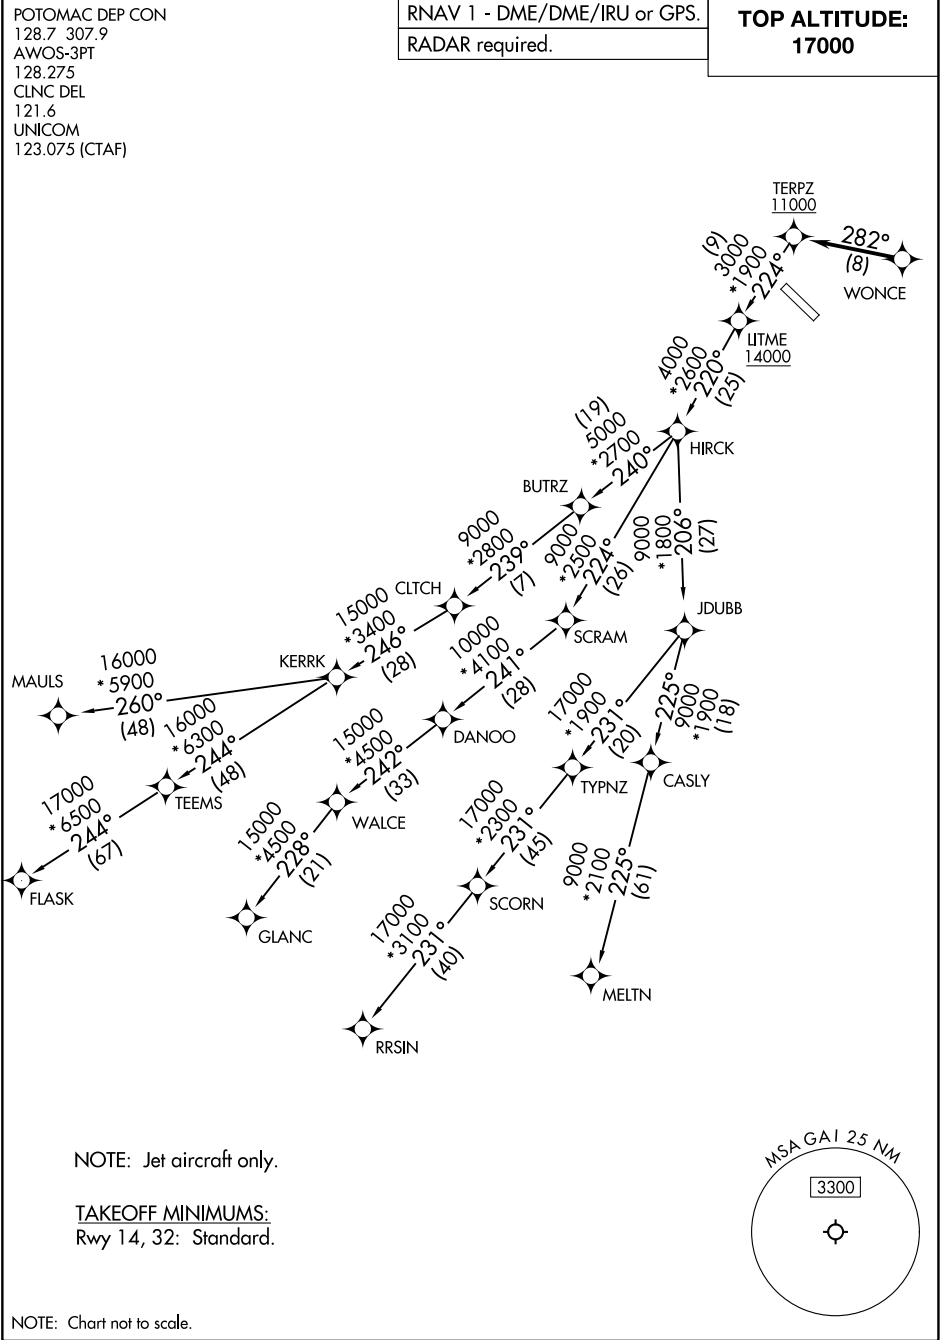 POTOMAC DEP CON
128.7 307.9
AWOS-3PT
128.275
CLNC DEL
121.6
UNICOM
123.075 (CTAF)
RNAV 1 - DME/DME/IRU or GPS.
RADAR required.
TOP ALTITUDE:
17000
TERPZ
11000
282°
(8)
WONCE
(9)
3000
*1900
224°
LITME
14000
4000
*2600
220°
(25)
HIRCK
(19)
5000
*2700
240°
BUTRZ
9000
*2800
239°
(7)
9000
*2500
224°
(26)
9000
*1800
206°
(27)
CLTCH
15000
*3400
246°
(28)
SCRAM
JDUBB
10000
*4100
241°
(28)
KERRK
MAULS
16000
*5900
260°
(48)
16000
*6300
244°
(48)
DANOO
17000
*1900
231°
(20)
225°
9000
*1900
(18)
15000
*4500
242°
(33)
TYPNZ
CASLY
TEEMS
17000
*6500
244°
(67)
WALCE
15000
*4500
228°
(21)
17000
*2300
231°
(45)
9000
*2100
225°
(61)
FLASK
SCORN
GLANC
17000
*3100
231°
(40)
MELTN
RRSIN
NOTE: Jet aircraft only.
TAKEOFF MINIMUMS:
Rwy 14, 32: Standard.
MSA GAI 25 NM
3300
NOTE: Chart not to scale.